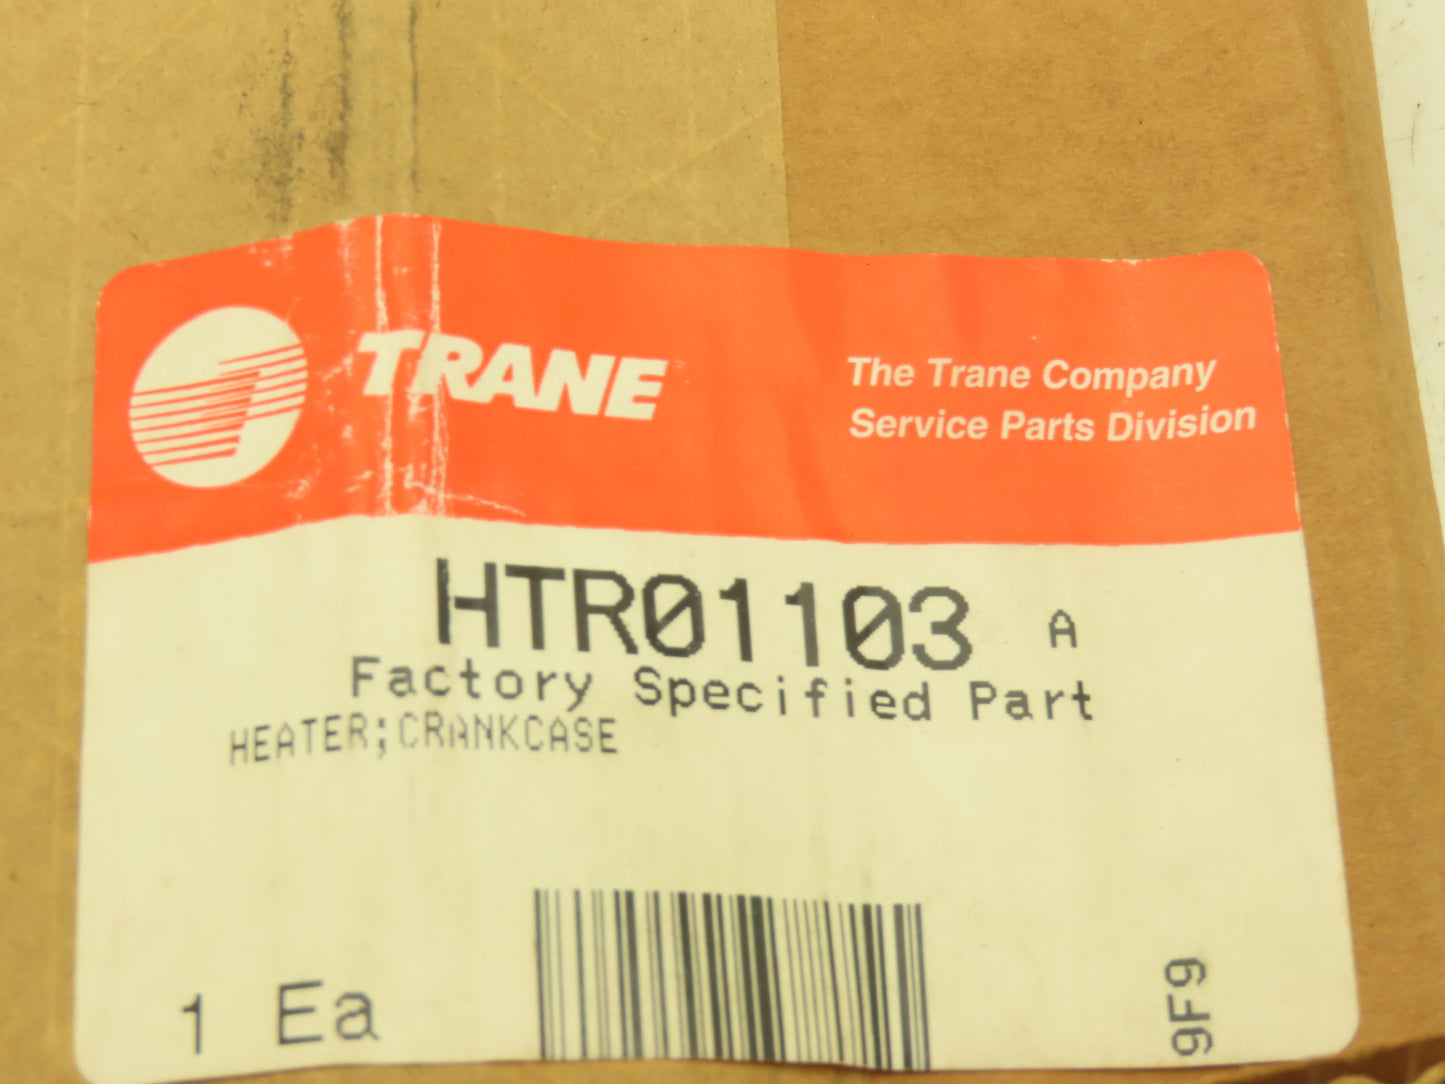 TRANE
The Trane Company
Service Parts Division
HTR01103 A
Factory Specified Part
HEATER;CRANKCASE
1 Ea
9F9